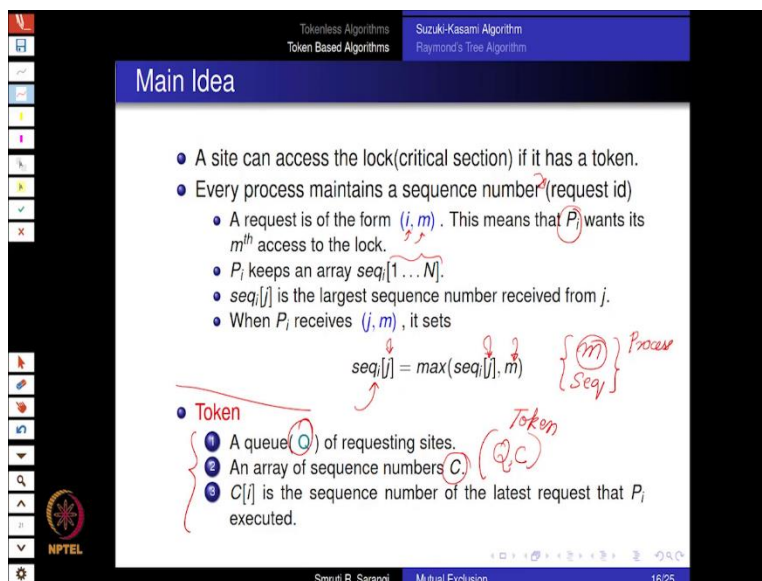 Tokenless Algorithms
Token Based Algorithms
Suzuki-Kasami Algorithm
Raymond's Tree Algorithm
Main Idea
A site can access the lock(critical section) if it has a token.
Every process maintains a sequence number (request id)
A request is of the form (i, m) . This means that Pi wants its
mth access to the lock.
Pi keeps an array seqi[1 . . . N].
seqi[j] is the largest sequence number received from j.
When Pi receives (j, m) , it sets
seqi[j] = max(seqi[j], m)
{ m } Process
Seq
Token
Token
1 A queue( Q ) of requesting sites.
2 An array of sequence numbers C.
(Q, C)
3 C[i] is the sequence number of the latest request that Pi
executed.
21
NPTEL
Smruti R. Sarangi
Mutual Exclusion
16/25